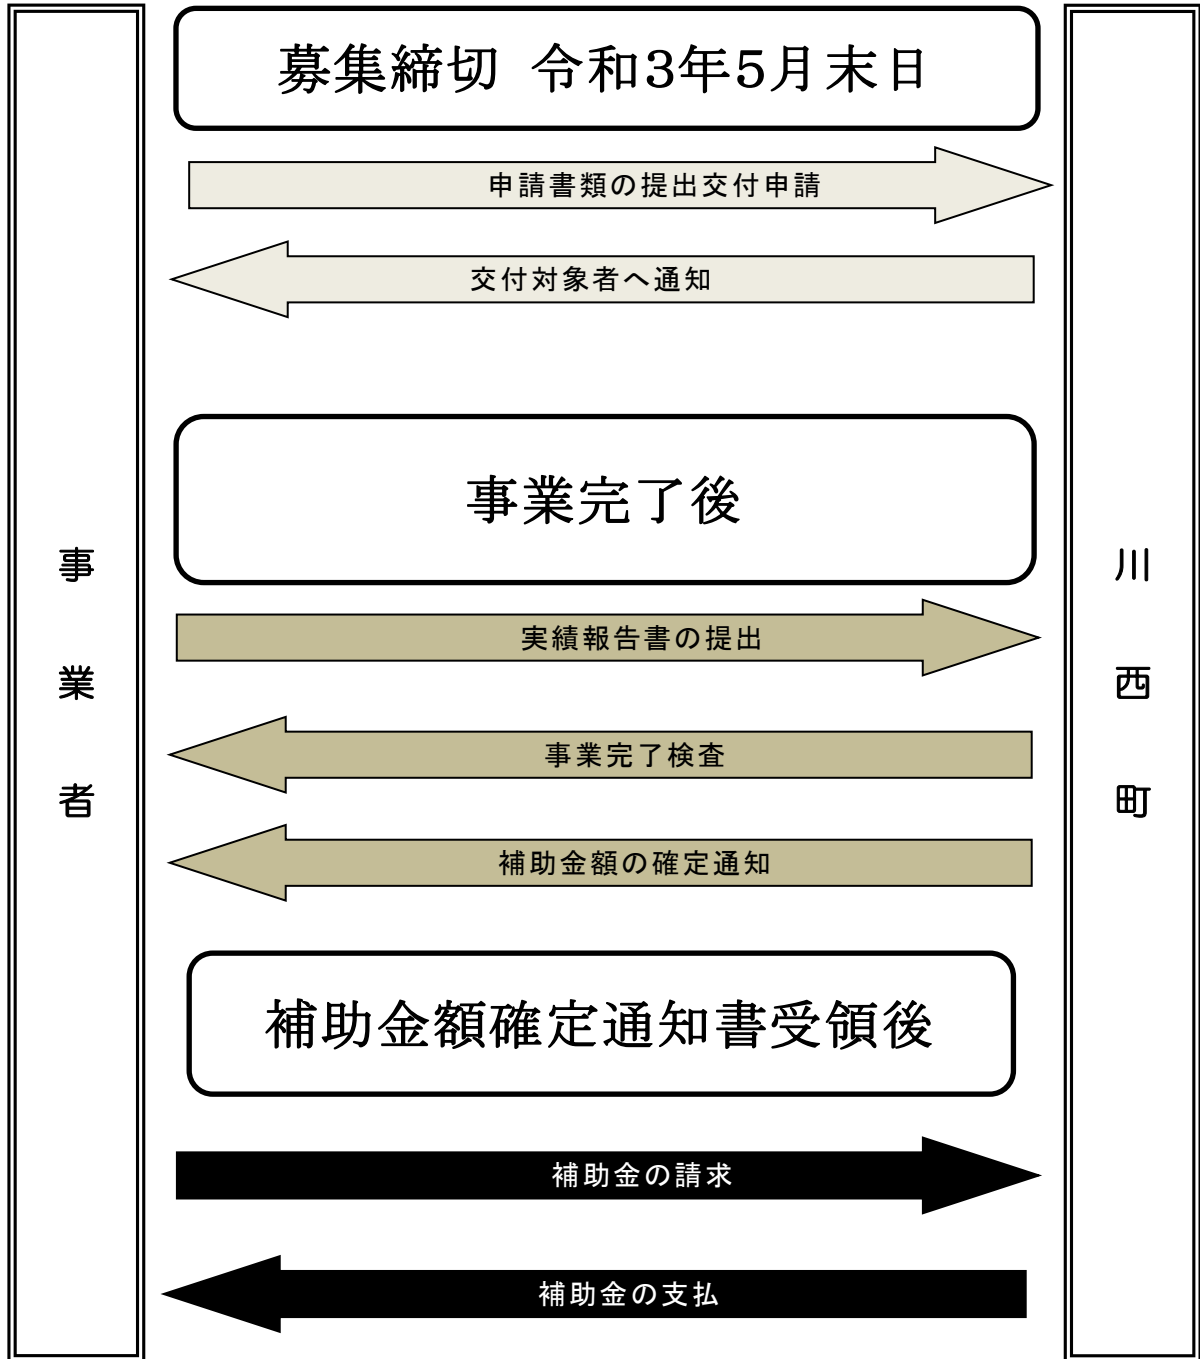 募集締切 令和3年5月末日
申請書類の提出交付申請
交付対象者へ通知
事業完了後
実績報告書の提出
事業完了検査
補助金額の確定通知
補助金額確定通知書受領後
補助金の請求
補助金の支払
事業者
川西町